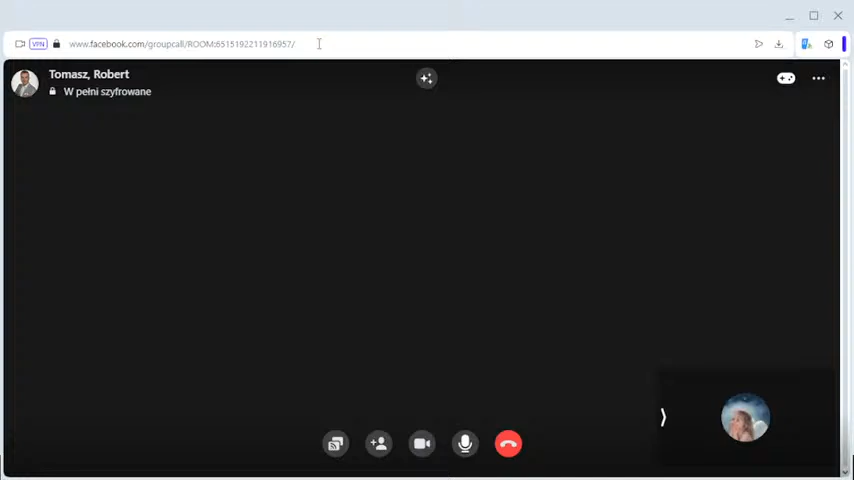 VPN
www.facebook.com/groupcall/ROOM:6515192211916957/
Tomasz, Robert
W pełni szyfrowane